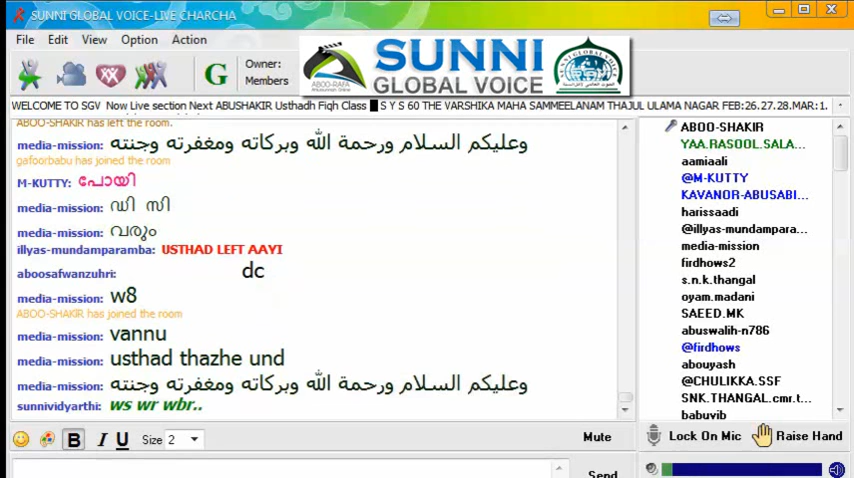 SUNNI GLOBAL VOICE-LIVE CHARCHA
File Edit View Option Action
SUNNI
GLOBAL VOICE
ABOO-RAFA
G
Owner:
Members
WELCOME TO SGV Now Live section Next ABUSHAKIR Usthadh Fiqh Class S Y S 60 THE VARSHIKA MAHA SAMMEELANAM THAJUL ULAMA NAGAR FEB:26.27.28.MAR:1.
ABOO-SHAKIR has left the room.
media-mission: وعليكم السلام ورحمة الله وبركاته ومغفرته وجنته
gafoorbabu has joined the room
M-KUTTY: പോയി
media-mission: ഡി സി
media-mission: വരും
illyas-mundamparamba: USTHAD LEFT AAYI
aboosafwanzuhri: dc
media-mission: w8
ABOO-SHAKIR has joined the room
media-mission: vannu
media-mission: usthad thazhe und
media-mission: وعليكم السلام ورحمة الله وبركاته ومغفرته وجنته
sunnividyarthi: ws wr wbr..
ABOO-SHAKIR
YAA.RASOOL.SALA...
aamiaali
@M-KUTTY
KAVANOR-ABUSABI...
harissaadi
@illyas-mundampara...
media-mission
firdhows2
s.n.k.thangal
oyam.madani
SAEED.MK
abuswalih-n786
@firdhows
abouyash
@CHULIKKA.SSF
SNK.THANGAL.cmr.t...
babuvib
B I U Size 2 Mute
Lock On Mic Raise Hand
Send